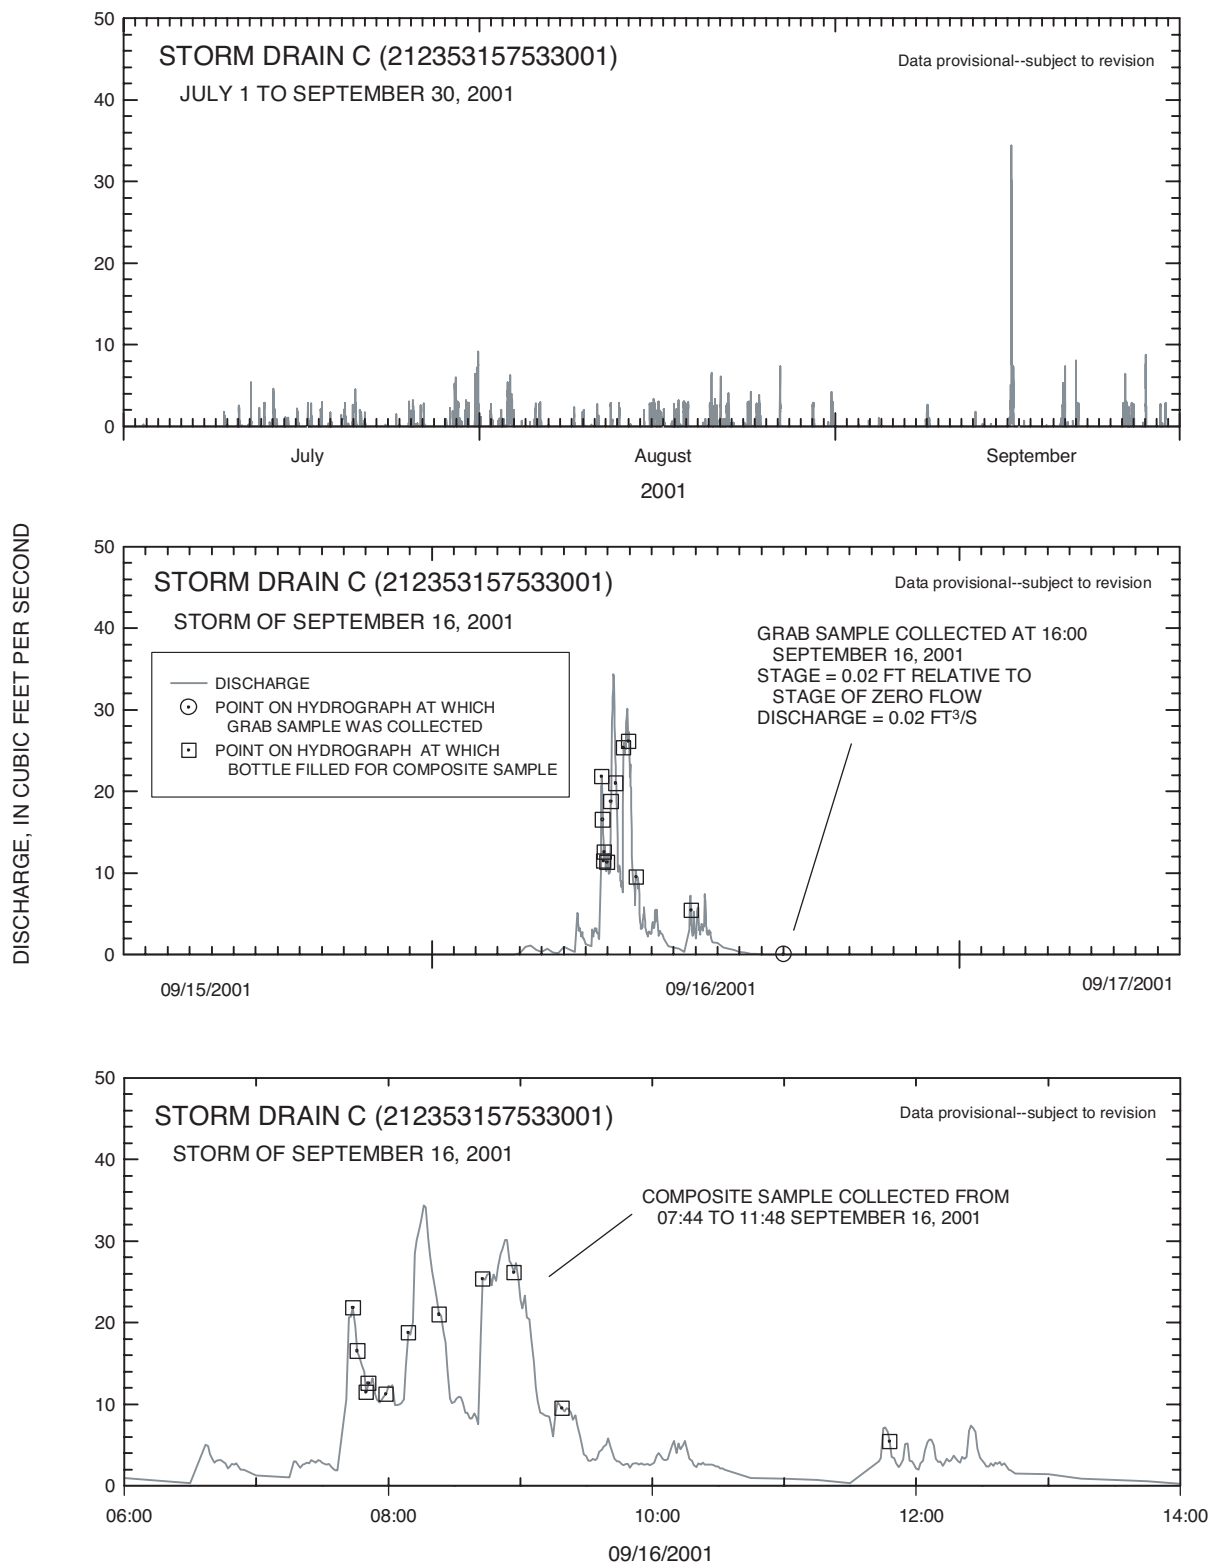 50
STORM DRAIN C (212353157533001)
Data provisional--subject to revision
JULY 1 TO SEPTEMBER 30, 2001
40
30
20
10
0
July
August
September
2001
DISCHARGE, IN CUBIC FEET PER SECOND
50
STORM DRAIN C (212353157533001)
Data provisional--subject to revision
STORM OF SEPTEMBER 16, 2001
40
30
20
10
0
DISCHARGE
POINT ON HYDROGRAPH AT WHICH
GRAB SAMPLE WAS COLLECTED
POINT ON HYDROGRAPH AT WHICH
BOTTLE FILLED FOR COMPOSITE SAMPLE
GRAB SAMPLE COLLECTED AT 16:00
SEPTEMBER 16, 2001
STAGE = 0.02 FT RELATIVE TO
STAGE OF ZERO FLOW
DISCHARGE = 0.02 FT³/S
09/15/2001
09/16/2001
09/17/2001
50
STORM DRAIN C (212353157533001)
Data provisional--subject to revision
STORM OF SEPTEMBER 16, 2001
40
30
20
10
0
COMPOSITE SAMPLE COLLECTED FROM
07:44 TO 11:48 SEPTEMBER 16, 2001
06:00
08:00
10:00
12:00
14:00
09/16/2001